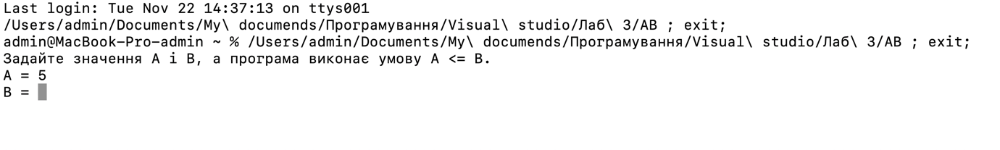 Last login: Tue Nov 22 14:37:13 on ttys001
/Users/admin/Documents/My\ documends/Програмування/Visual\ studio/Лаб\ 3/AB ; exit;
admin@MacBook-Pro-admin ~ % /Users/admin/Documents/My\ documends/Програмування/Visual\ studio/Лаб\ 3/AB ; exit;
Задайте значення А і В, а програма виконає умову А <= В.
A = 5
B =